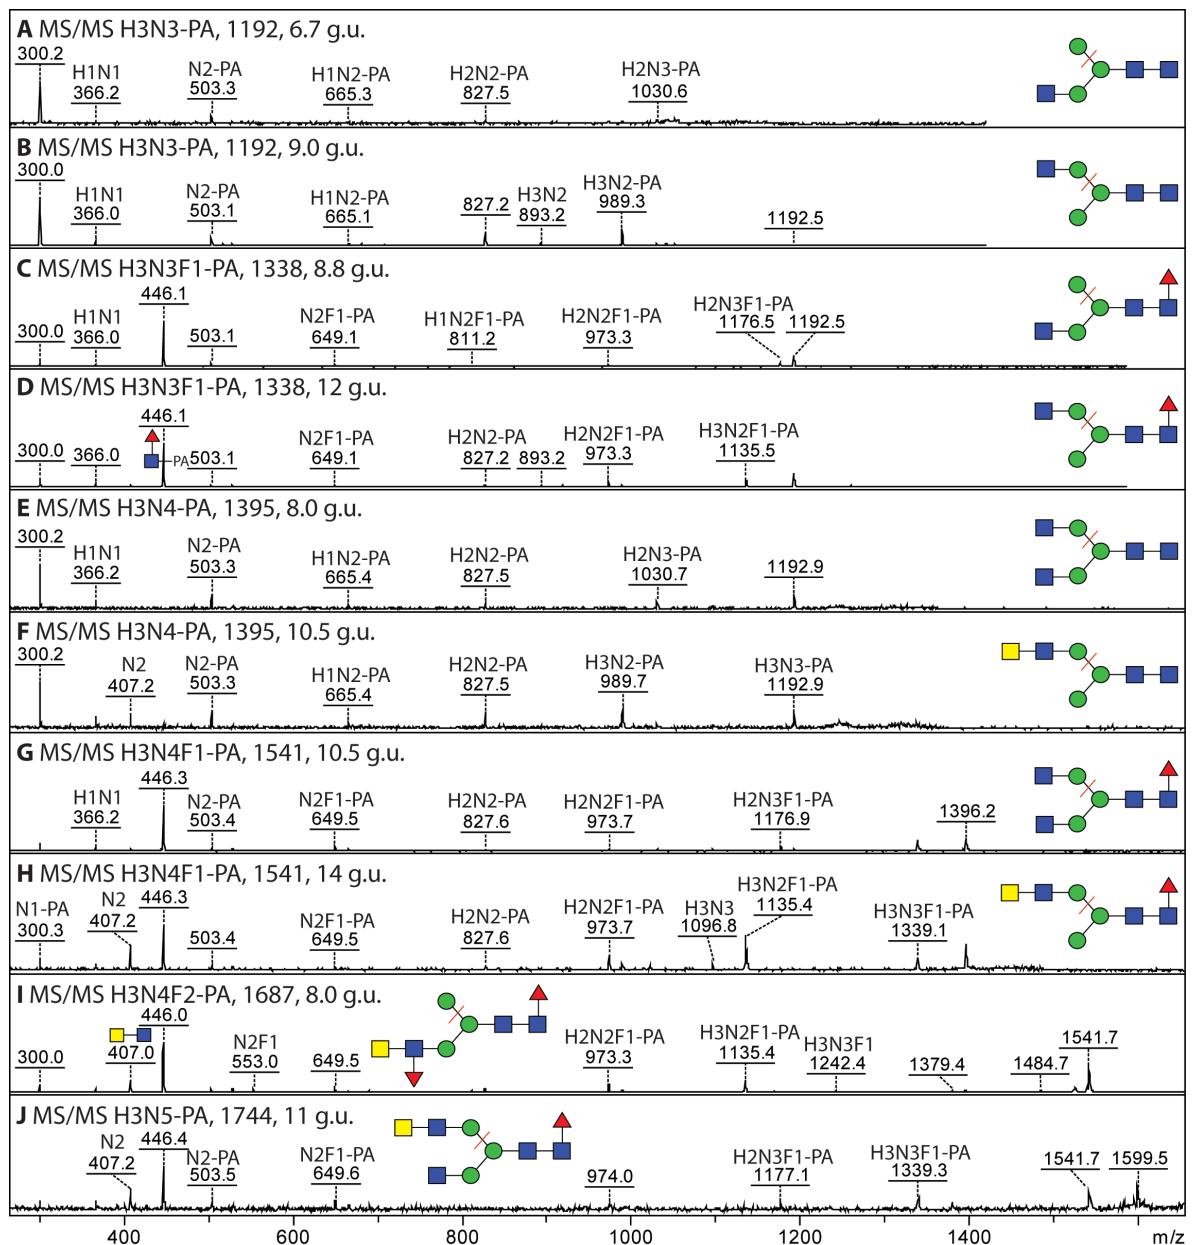 A MS/MS H3N3-PA, 1192, 6.7 g.u.
300.2
H1N1
366.2
N2-PA
503.3
H1N2-PA
665.3
H2N2-PA
827.5
H2N3-PA
1030.6
B MS/MS H3N3-PA, 1192, 9.0 g.u.
300.0
H1N1
366.0
N2-PA
503.1
H1N2-PA
665.1
827.2
H3N2
893.2
H3N2-PA
989.3
1192.5
C MS/MS H3N3F1-PA, 1338, 8.8 g.u.
300.0
H1N1
366.0
446.1
503.1
N2F1-PA
649.1
H1N2F1-PA
811.2
H2N2F1-PA
973.3
H2N3F1-PA
1176.5
1192.5
D MS/MS H3N3F1-PA, 1338, 12 g.u.
300.0
366.0
446.1
PA
503.1
N2F1-PA
649.1
H2N2-PA
827.2
893.2
H2N2F1-PA
973.3
H3N2F1-PA
1135.5
E MS/MS H3N4-PA, 1395, 8.0 g.u.
300.2
H1N1
366.2
N2-PA
503.3
H1N2-PA
665.4
H2N2-PA
827.5
H2N3-PA
1030.7
1192.9
F MS/MS H3N4-PA, 1395, 10.5 g.u.
300.2
N2
407.2
N2-PA
503.3
H1N2-PA
665.4
H2N2-PA
827.5
H3N2-PA
989.7
H3N3-PA
1192.9
G MS/MS H3N4F1-PA, 1541, 10.5 g.u.
H1N1
366.2
446.3
N2-PA
503.4
N2F1-PA
649.5
H2N2-PA
827.6
H2N2F1-PA
973.7
H2N3F1-PA
1176.9
1396.2
H MS/MS H3N4F1-PA, 1541, 14 g.u.
N1-PA
300.3
N2
407.2
446.3
503.4
N2F1-PA
649.5
H2N2-PA
827.6
H2N2F1-PA
973.7
H3N3
1096.8
H3N2F1-PA
1135.4
H3N3F1-PA
1339.1
I MS/MS H3N4F2-PA, 1687, 8.0 g.u.
300.0
407.0
446.0
N2F1
553.0
649.5
H2N2F1-PA
973.3
H3N2F1-PA
1135.4
H3N3F1
1242.4
1379.4
1484.7
1541.7
J MS/MS H3N5-PA, 1744, 11 g.u.
N2
407.2
446.4
N2-PA
503.5
N2F1-PA
649.6
974.0
H2N3F1-PA
1177.1
H3N3F1-PA
1339.3
1541.7
1599.5
400
600
800
1000
1200
1400
m/z